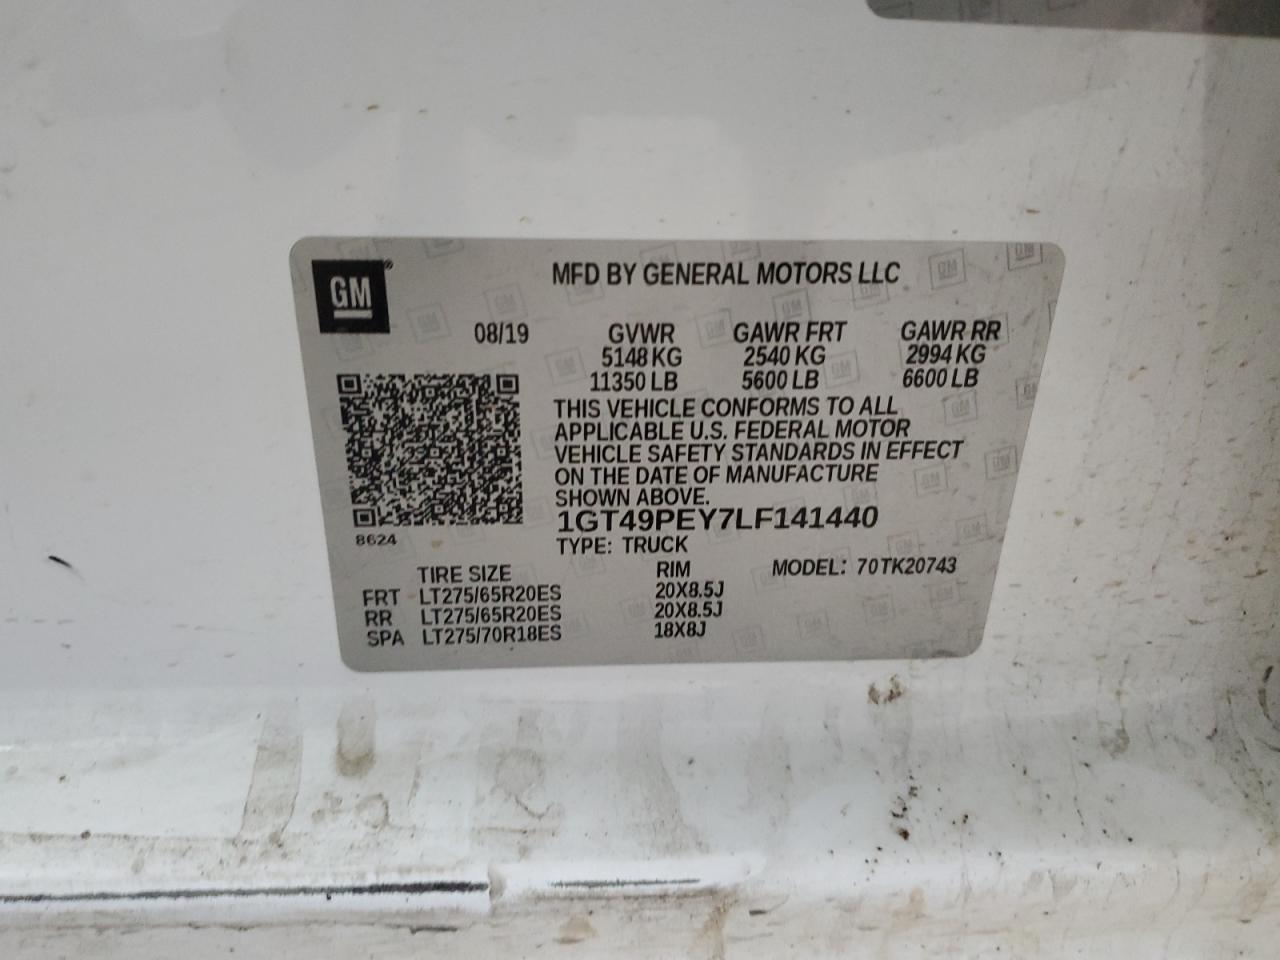 GM®
MFD BY GENERAL MOTORS LLC
08/19 GVWR GAWR FRT GAWR RR
5148 KG 2540 KG 2994 KG
11350 LB 5600 LB 6600 LB
THIS VEHICLE CONFORMS TO ALL
APPLICABLE U.S. FEDERAL MOTOR
VEHICLE SAFETY STANDARDS IN EFFECT
ON THE DATE OF MANUFACTURE
SHOWN ABOVE.
1GT49PEY7LF141440
8624
TYPE: TRUCK
TIRE SIZE RIM MODEL: 70TK20743
FRT LT275/65R20ES 20X8.5J
RR LT275/65R20ES 20X8.5J
SPA LT275/70R18ES 18X8J